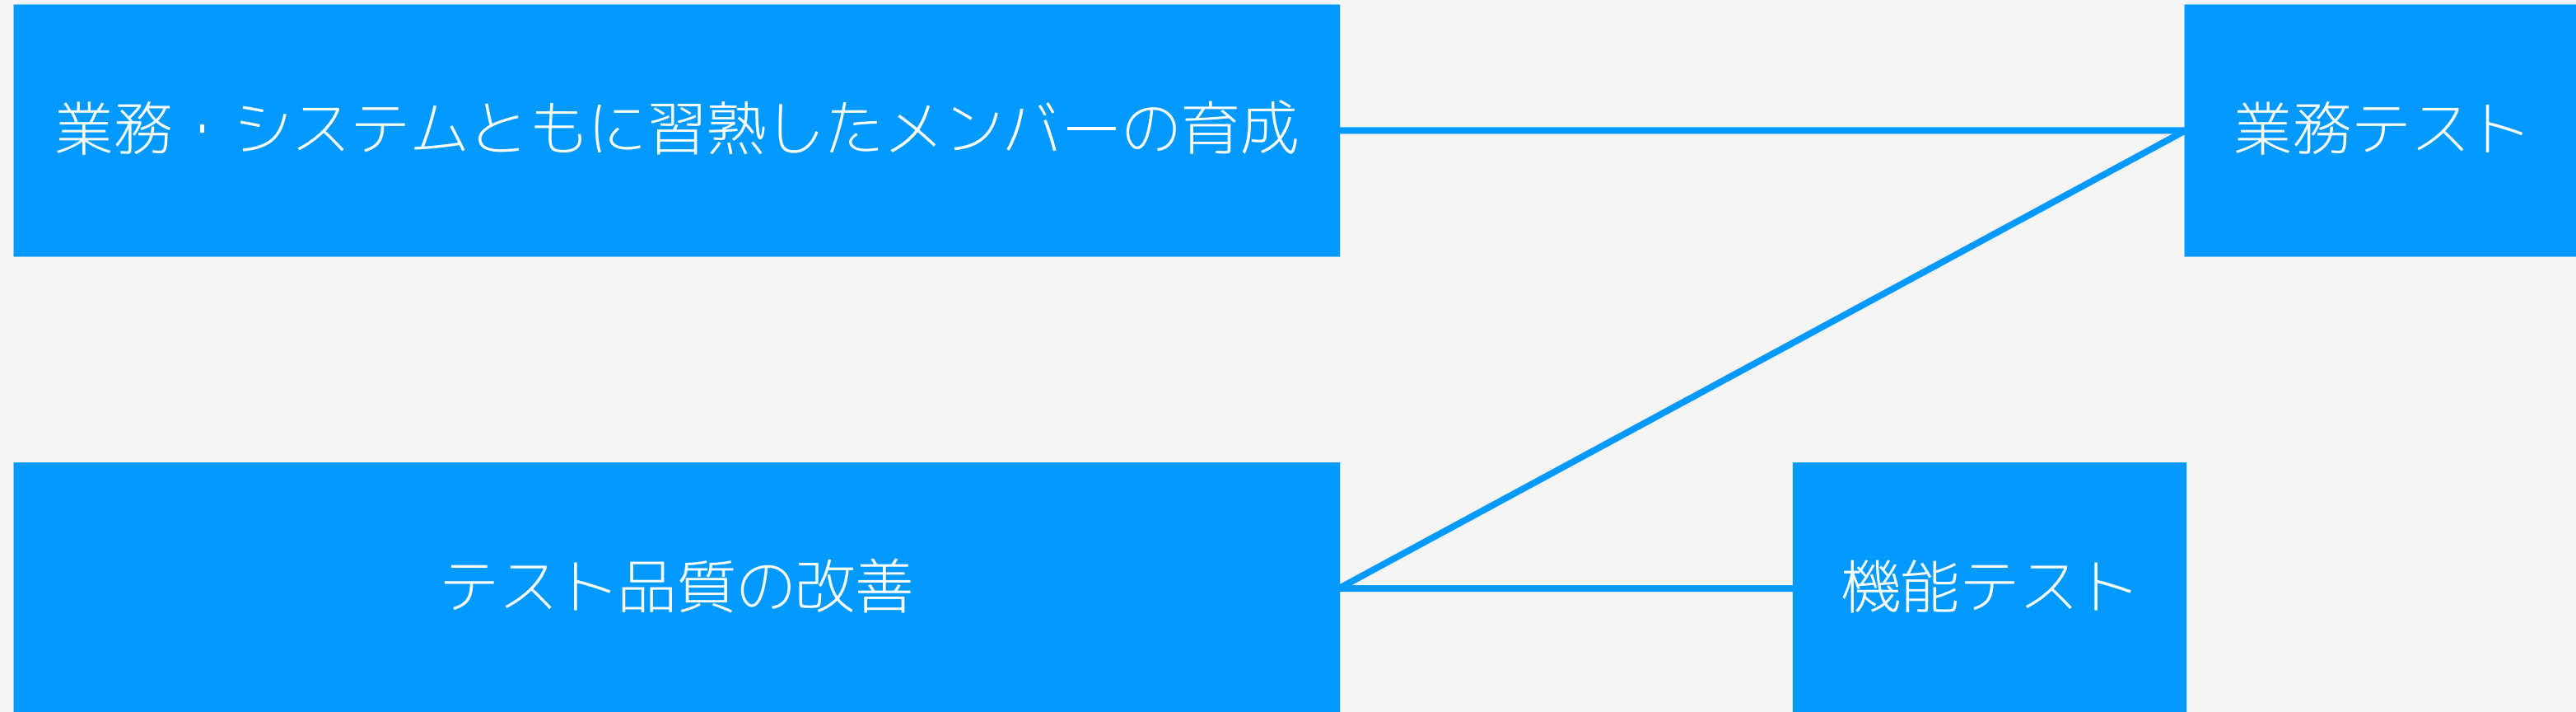 業務・システムともに習熟したメンバーの育成
業務テスト
テスト品質の改善
機能テスト